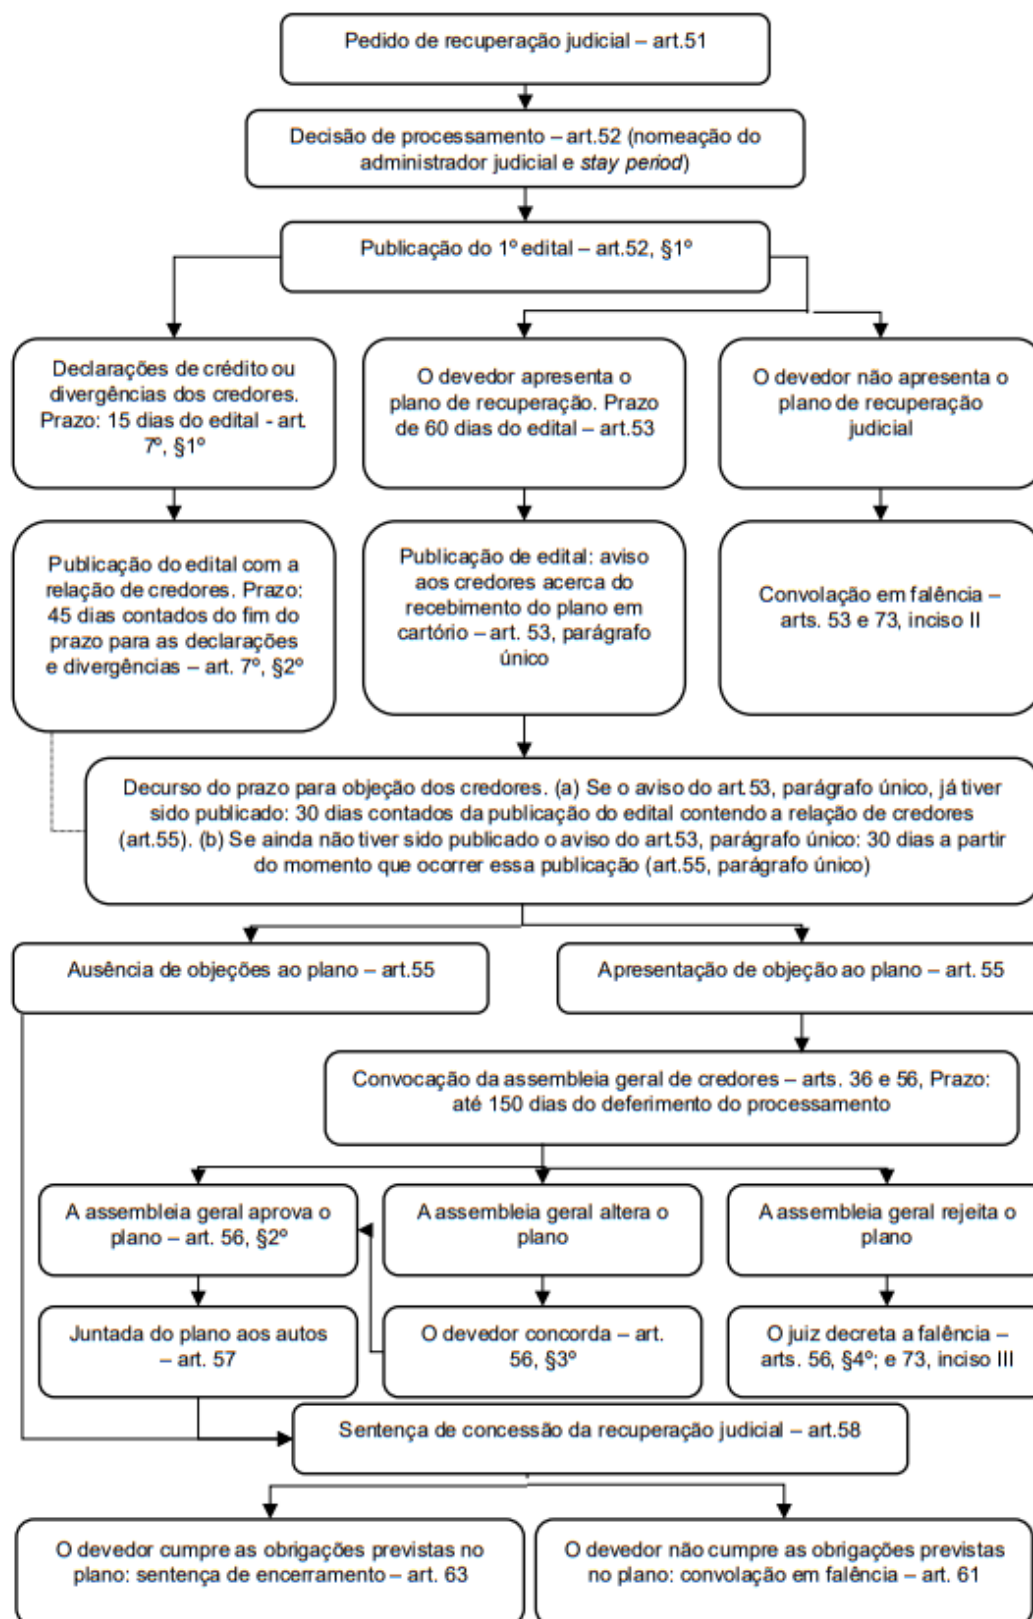 Pedido de recuperação judicial – art.51
Decisão de processamento – art.52 (nomeação do
administrador judicial e stay period)
Publicação do 1º edital – art.52, §1º
Declarações de crédito ou
divergências dos credores.
Prazo: 15 dias do edital - art.
7º, §1º
O devedor apresenta o
plano de recuperação. Prazo
de 60 dias do edital – art.53
O devedor não apresenta o
plano de recuperação
judicial
Publicação do edital com a
relação de credores. Prazo:
45 dias contados do fim do
prazo para as declarações
e divergências – art. 7º, §2º
Publicação de edital: aviso
aos credores acerca do
recebimento do plano em
cartório – art. 53, parágrafo
único
Convolação em falência –
arts. 53 e 73, inciso II
Decurso do prazo para objeção dos credores. (a) Se o aviso do art.53, parágrafo único, já tiver
sido publicado: 30 dias contados da publicação do edital contendo a relação de credores
(art.55). (b) Se ainda não tiver sido publicado o aviso do art.53, parágrafo único: 30 dias a partir
do momento que ocorrer essa publicação (art.55, parágrafo único)
Ausência de objeções ao plano – art.55
Apresentação de objeção ao plano – art. 55
Convocação da assembleia geral de credores – arts. 36 e 56, Prazo:
até 150 dias do deferimento do processamento
A assembleia geral aprova o
plano – art. 56, §2º
A assembleia geral altera o
plano
A assembleia geral rejeita o
plano
Juntada do plano aos autos
– art. 57
O devedor concorda – art.
56, §3º
O juiz decreta a falência –
arts. 56, §4º; e 73, inciso III
Sentença de concessão da recuperação judicial – art.58
O devedor cumpre as obrigações previstas no
plano: sentença de encerramento – art. 63
O devedor não cumpre as obrigações previstas
no plano: convolação em falência – art. 61